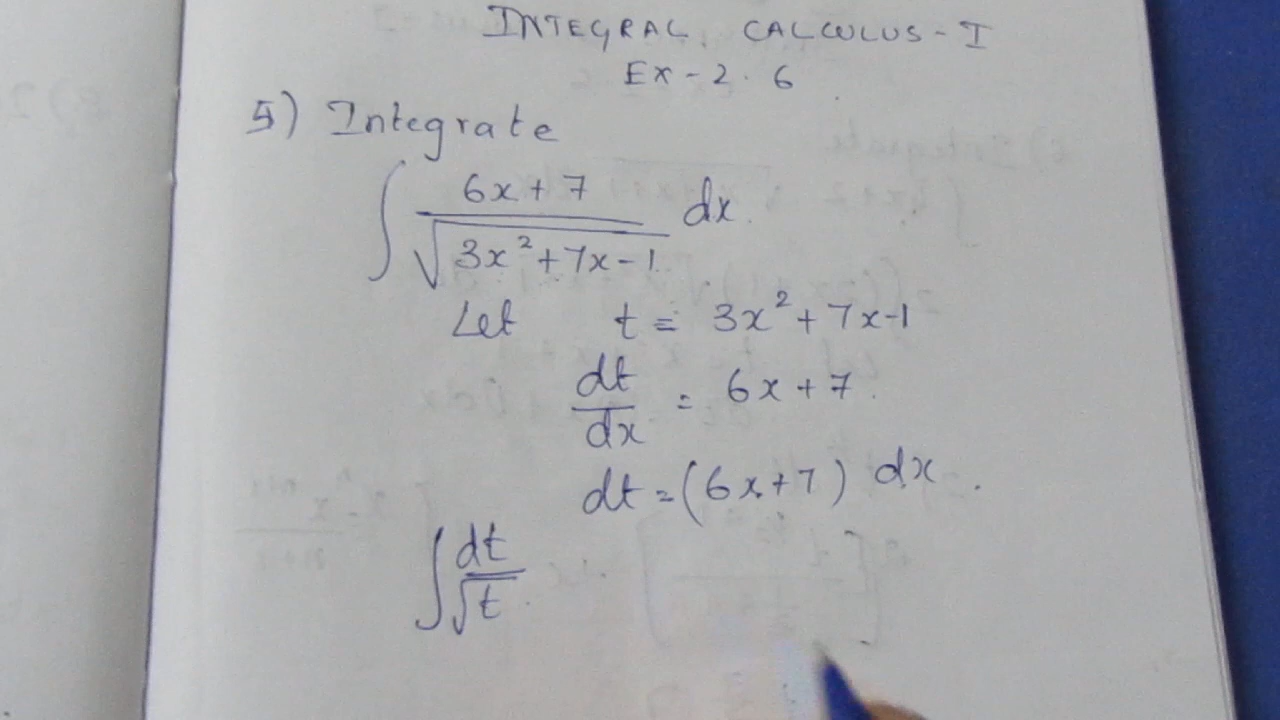 INTEGRAL CALCULUS - I
Ex - 2.6
5) Integrate
∫ 6x + 7 / √(3x² + 7x - 1) dx.
Let t = 3x² + 7x - 1
dt/dx = 6x + 7.
dt = (6x + 7) dx.
∫ dt/√t.